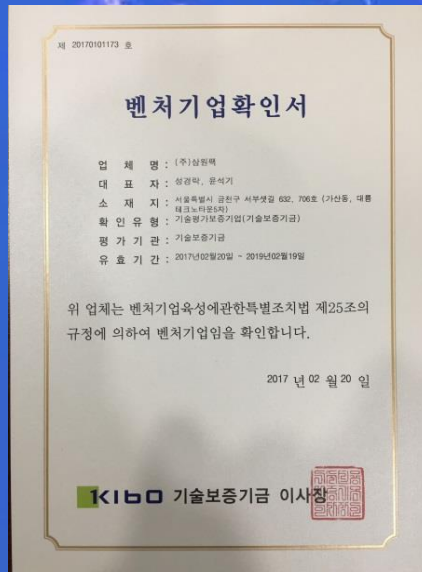 제 20170101173 호
벤처기업확인서
업 체 명 : (주)삼원팩
대 표 자 : 성경락, 윤석기
소 재 지 : 서울특별시 금천구 서부샛길 632, 706호 (가산동, 대륭
테크노타운5차)
확 인 유 형 : 기술평가보증기업(기술보증기금)
평 가 기 관 : 기술보증기금
유 효 기 간 : 2017년02월20일 ~ 2019년02월19일
위 업체는 벤처기업육성에관한특별조치법 제25조의
규정에 의하여 벤처기업임을 확인합니다.
2017 년 02 월 20 일
KIBO 기술보증기금 이사장